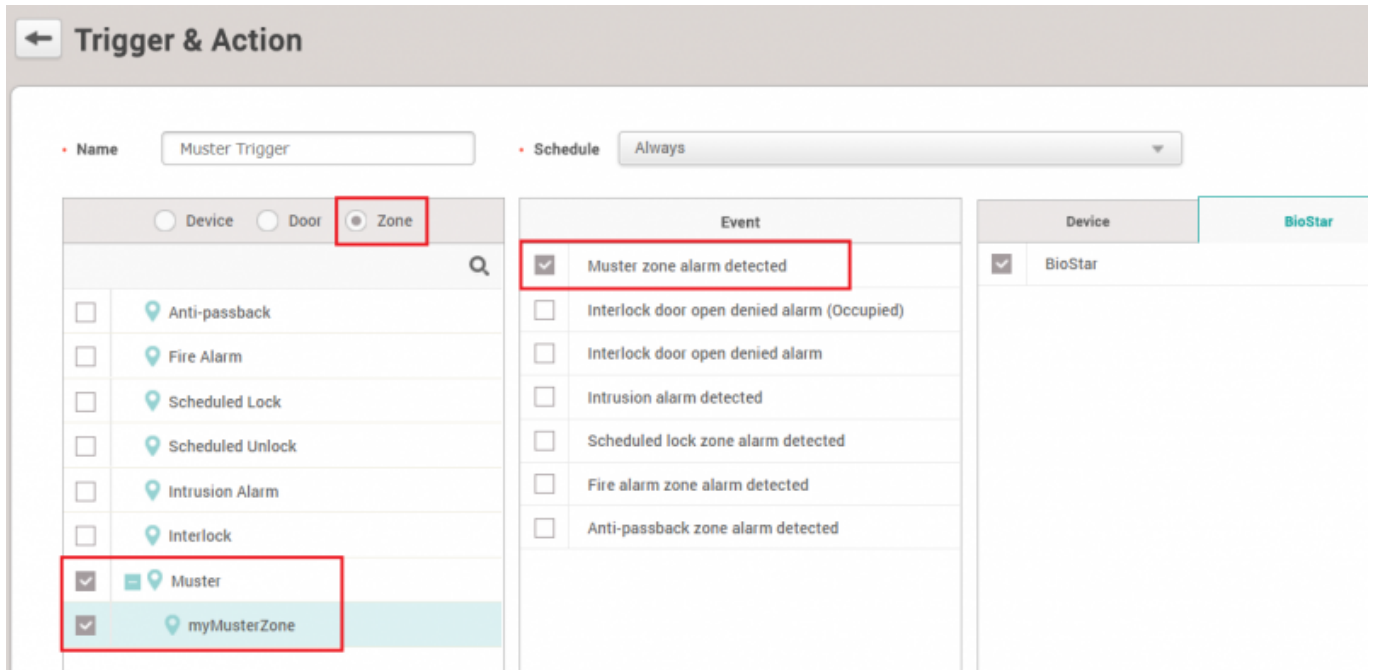 Trigger & Action
Name Muster Trigger Schedule Always
Device Door Zone
Anti-passback
Fire Alarm
Scheduled Lock
Scheduled Unlock
Intrusion Alarm
Interlock
Muster
myMusterZone
Event
Muster zone alarm detected
Interlock door open denied alarm (Occupied)
Interlock door open denied alarm
Intrusion alarm detected
Scheduled lock zone alarm detected
Fire alarm zone alarm detected
Anti-passback zone alarm detected
Device BioStar
BioStar